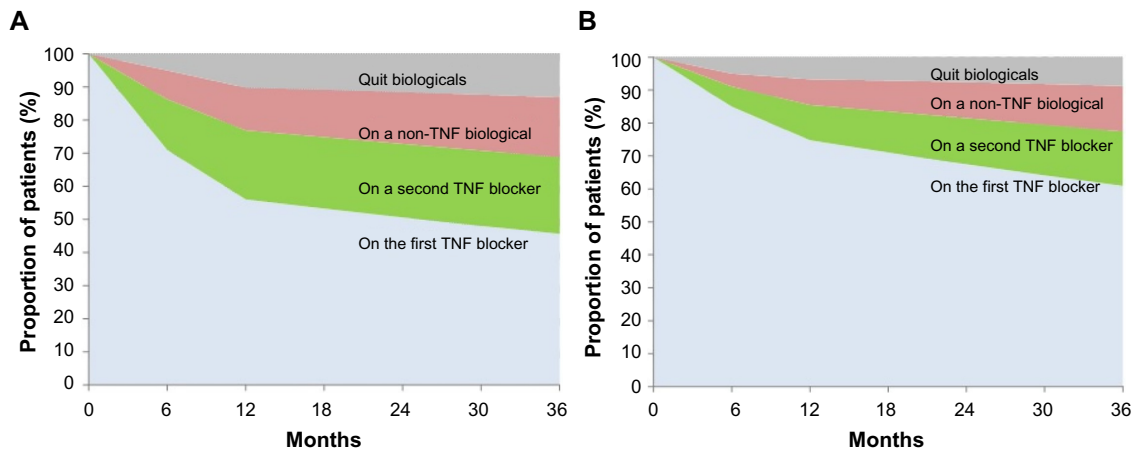 A
Proportion of patients (%)
100
90
80
70
60
50
40
30
20
10
0
Quit biologicals
On a non-TNF biological
On a second TNF blocker
On the first TNF blocker
0 6 12 18 24 30 36
Months
B
Proportion of patients (%)
100
90
80
70
60
50
40
30
20
10
0
Quit biologicals
On a non-TNF biological
On a second TNF blocker
On the first TNF blocker
0 6 12 18 24 30 36
Months